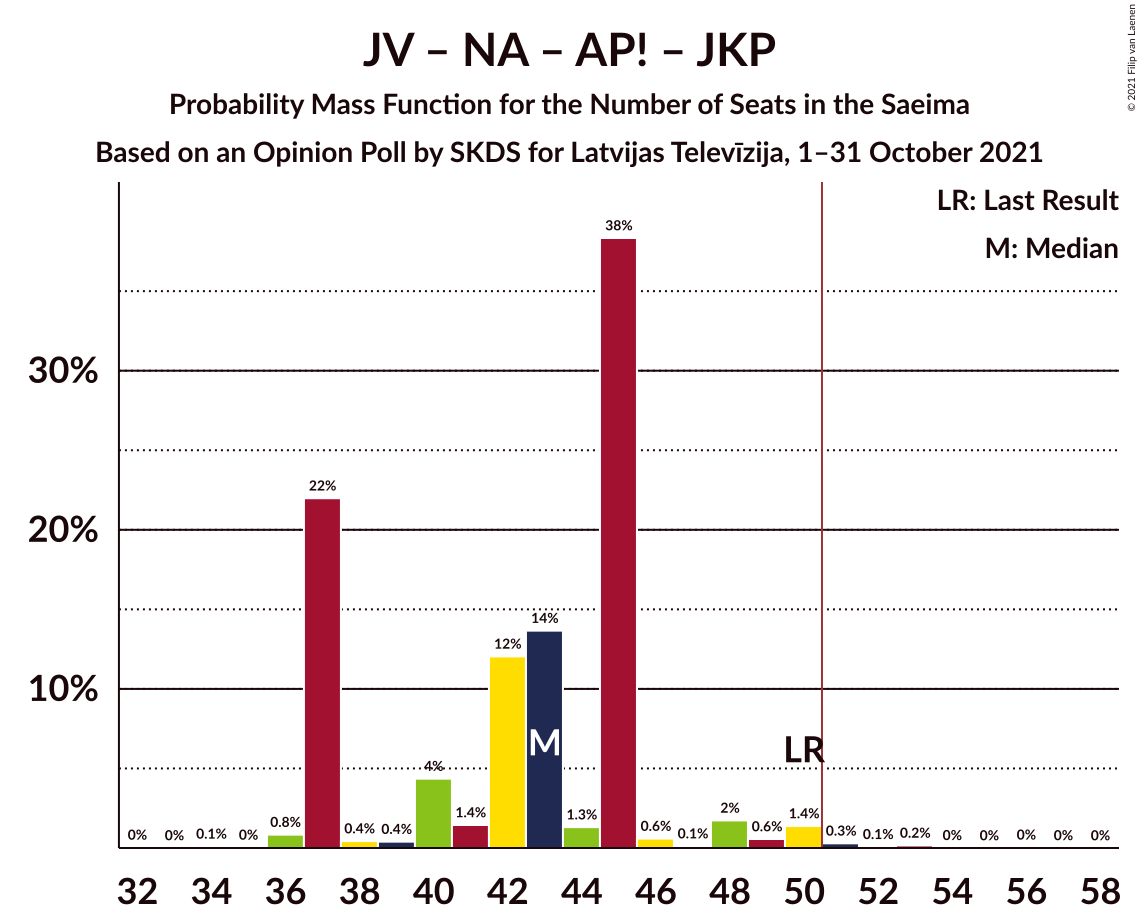 JV – NA – AP! – JKP
Probability Mass Function for the Number of Seats in the Saeima
Based on an Opinion Poll by SKDS for Latvijas Televīzija, 1–31 October 2021
© 2021 Filip van Laenen
LR: Last Result
M: Median
30%
20%
10%
0% 0% 0.1% 0% 0.8% 22% 0.4% 0.4% 4% 1.4% 12% 14% 1.3% 38% 0.6% 0.1% 2% 0.6% 1.4% 0.3% 0.1% 0.2% 0% 0% 0% 0% 0%
M
LR
32 34 36 38 40 42 44 46 48 50 52 54 56 58